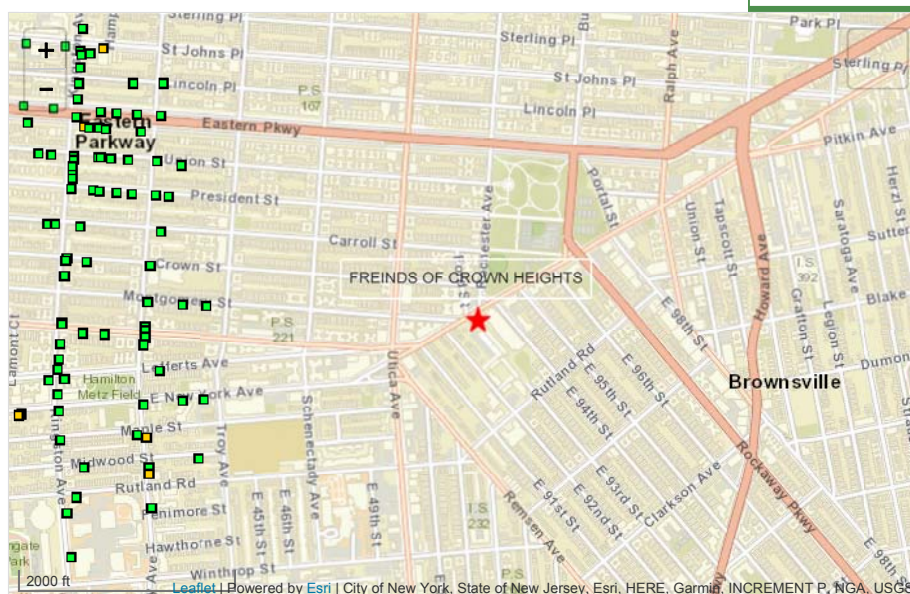 Sterling Pl
Park Pl
St Johns Pl
Sterling Pl
Sterling Pl
Ralph Ave
+
−
Lincoln Pl
P.S.
167
St Johns Pl
Lincoln Pl
Eastern
Parkway
Eastern Pkwy
Pitkin Ave
Union St
President St
Rochester Ave
Portal St
Union St
Tapscott St
Saratoga Ave
Herzl St
Carroll St
Crown St
FREINDS OF CROWN HEIGHTS
Howard Ave
I.S.
392
Montgomery St
P.S.
221
E 98th St
Grafton St
Legion St
Blake
Lamont Ct
Lefferts Ave
Utica Ave
Rutland Rd
E 96th St
E 95th St
E 94th St
Dumon
Hamilton
Metz Field
E New York Ave
Brownsville
Maple St
Schenectady Ave
Troy Ave
Midwood St
Rutland Rd
E 93rd St
E 92nd St
E 91st St
Clarkson Ave
Rockaway Pkwy
Remsen Ave
E 45th St
E 46th St
E 49th St
I.S.
232
Fenimore St
Hawthorne St
Winthrop St
E 98th St
P.S.
2000 ft
Leaflet | Powered by Esri | City of New York, State of New Jersey, Esri, HERE, Garmin, INCREMENT P, NGA, USGS